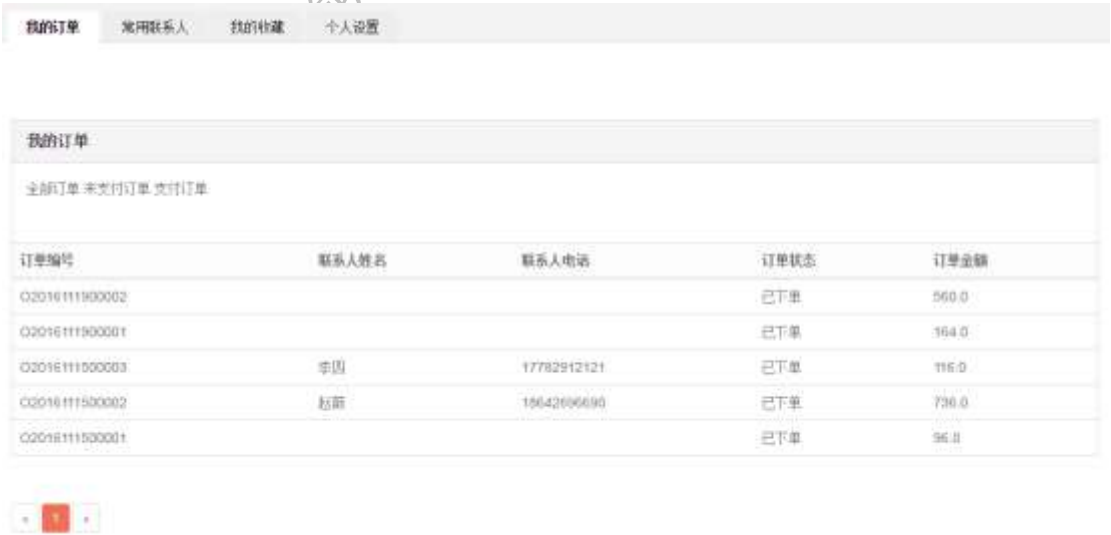 我的订单 常用联系人 我的收藏 个人设置
我的订单
全部订单 未支付订单 支付订单
订单编号 联系人姓名 联系人电话 订单状态 订单金额
O2016111900002 已下单 560.0
O2016111900001 已下单 164.0
O2016111500003 李四 17782912121 已下单 116.0
O2016111500002 已下单 736.0
O2016111500001 已下单 96.0
« 1 »